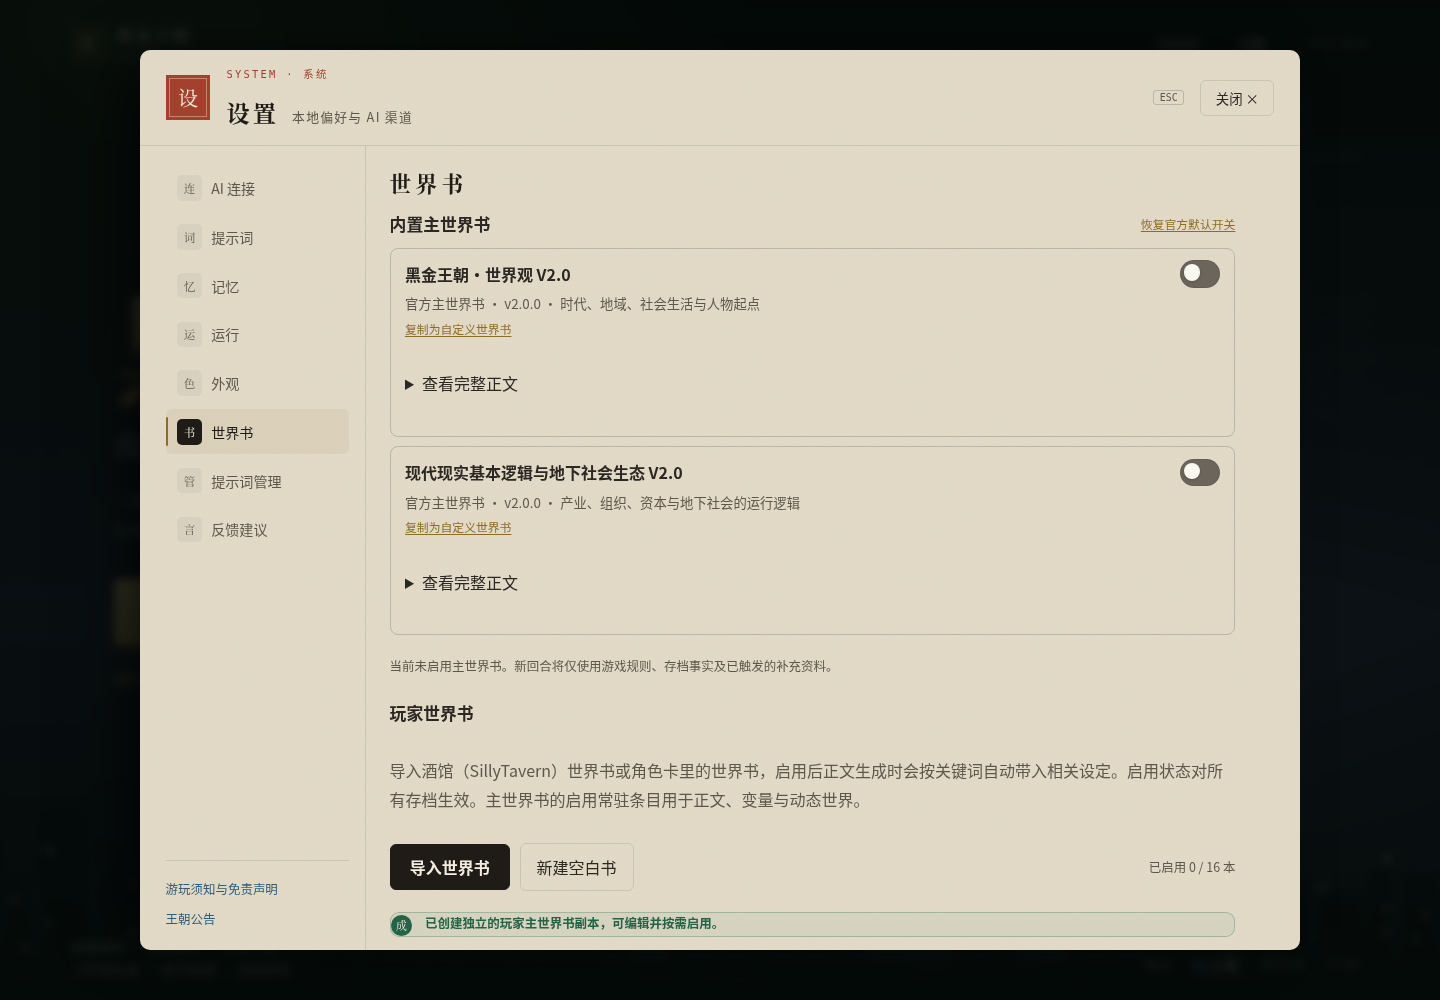 设
SYSTEM · 系统
设置 本地偏好与 AI 渠道
ESC
关闭 ×
连 AI 连接
词 提示词
忆 记忆
运 运行
色 外观
书 世界书
管 提示词管理
言 反馈建议
游玩须知与免责声明
王朝公告
世界书
内置主世界书
恢复官方默认开关
黑金王朝·世界观 V2.0
官方主世界书 · v2.0.0 · 时代、地域、社会生活与人物起点
复制为自定义世界书
▶ 查看完整正文
现代现实基本逻辑与地下社会生态 V2.0
官方主世界书 · v2.0.0 · 产业、组织、资本与地下社会的运行逻辑
复制为自定义世界书
▶ 查看完整正文
当前未启用主世界书。新回合将仅使用游戏规则、存档事实及已触发的补充资料。
玩家世界书
导入酒馆（SillyTavern）世界书或角色卡里的世界书，启用后正文生成时会按关键词自动带入相关设定。启用状态对所
有存档生效。主世界书的启用常驻条目用于正文、变量与动态世界。
导入世界书
新建空白书
已启用 0 / 16 本
成 已创建独立的玩家主世界书副本，可编辑并按需启用。